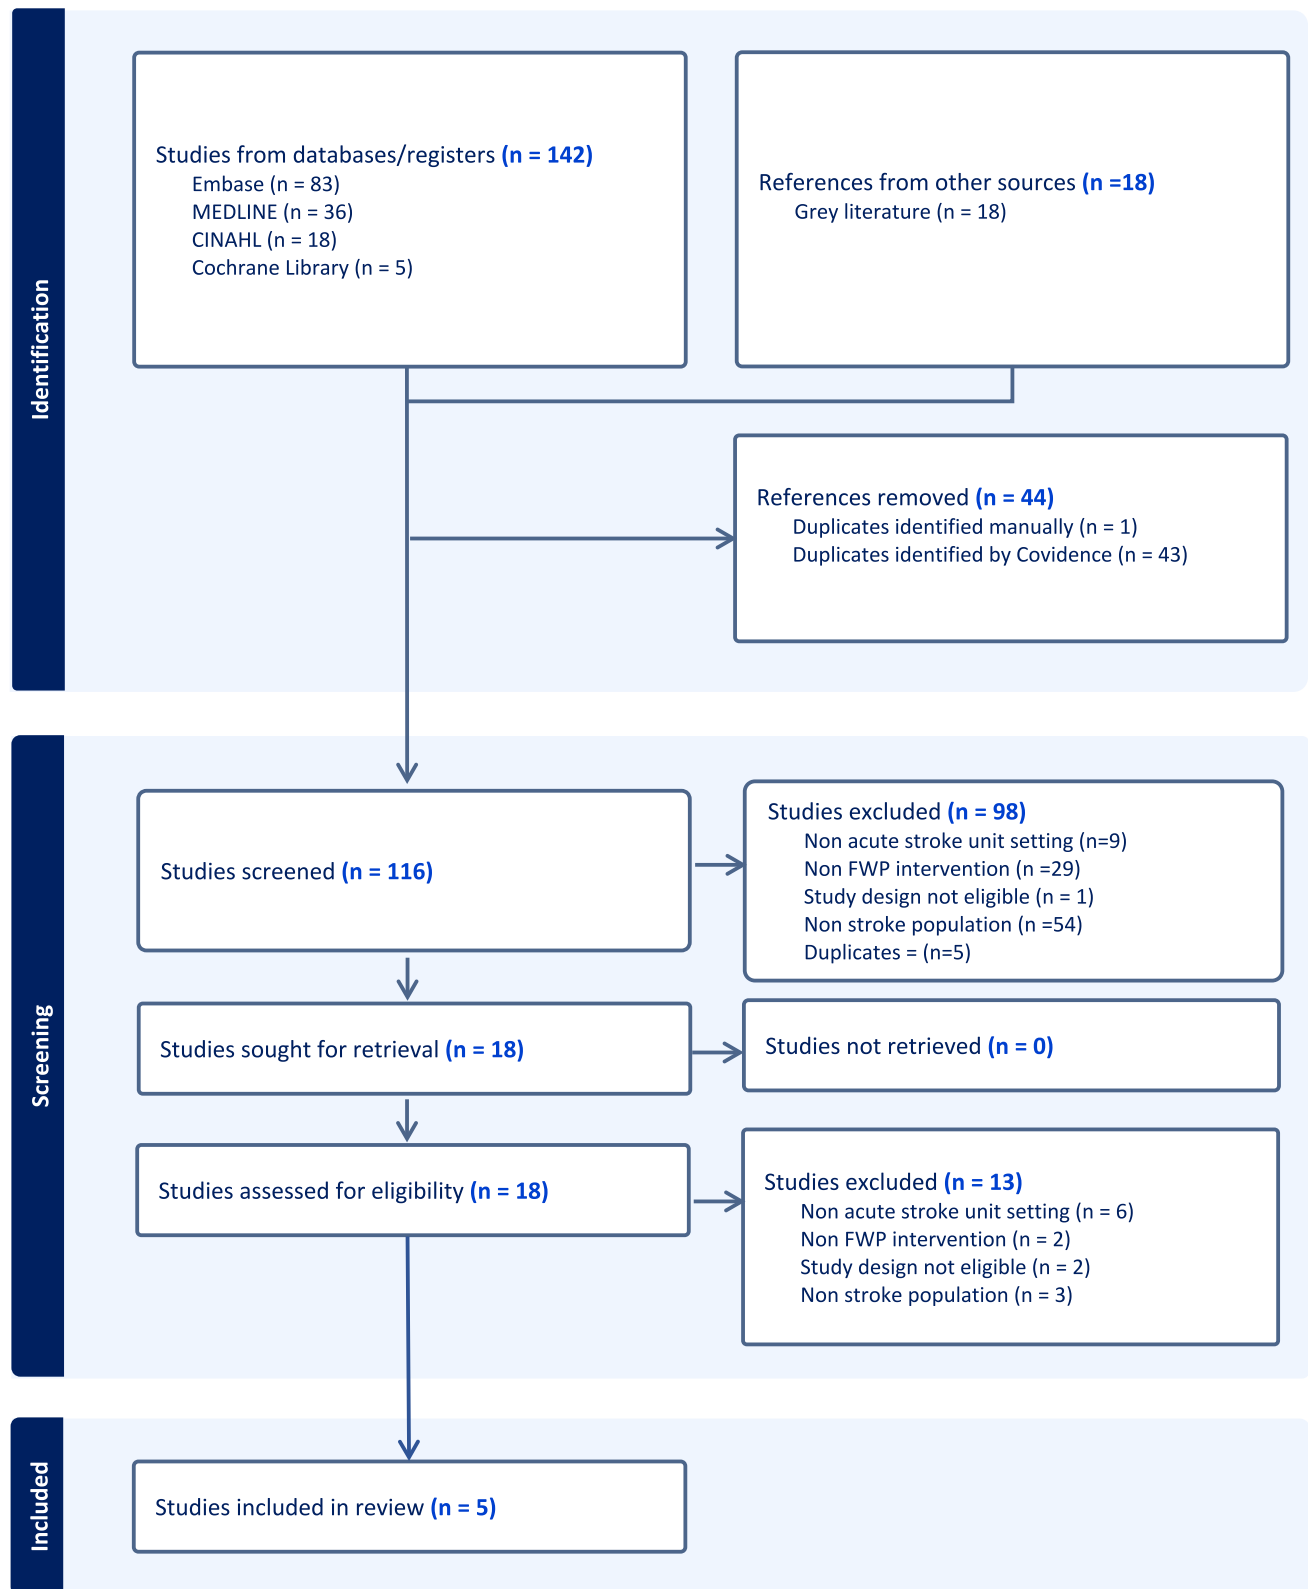 Identification
Studies from databases/registers (n = 142)
Embase (n = 83)
MEDLINE (n = 36)
CINAHL (n = 18)
Cochrane Library (n = 5)
References from other sources (n =18)
Grey literature (n = 18)
References removed (n = 44)
Duplicates identified manually (n = 1)
Duplicates identified by Covidence (n = 43)
Screening
Studies screened (n = 116)
Studies excluded (n = 98)
Non acute stroke unit setting (n=9)
Non FWP intervention (n =29)
Study design not eligible (n = 1)
Non stroke population (n =54)
Duplicates = (n=5)
Studies sought for retrieval (n = 18)
Studies not retrieved (n = 0)
Studies assessed for eligibility (n = 18)
Studies excluded (n = 13)
Non acute stroke unit setting (n = 6)
Non FWP intervention (n = 2)
Study design not eligible (n = 2)
Non stroke population (n = 3)
Included
Studies included in review (n = 5)